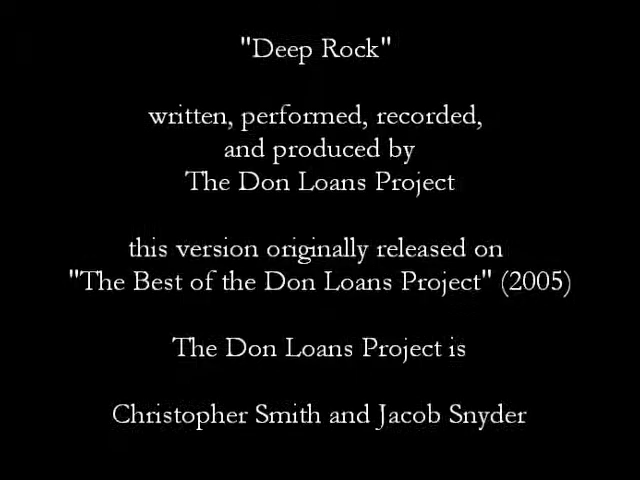 "Deep Rock"
written, performed, recorded,
and produced by
The Don Loans Project
this version originally released on
"The Best of the Don Loans Project" (2005)
The Don Loans Project is
Christopher Smith and Jacob Snyder